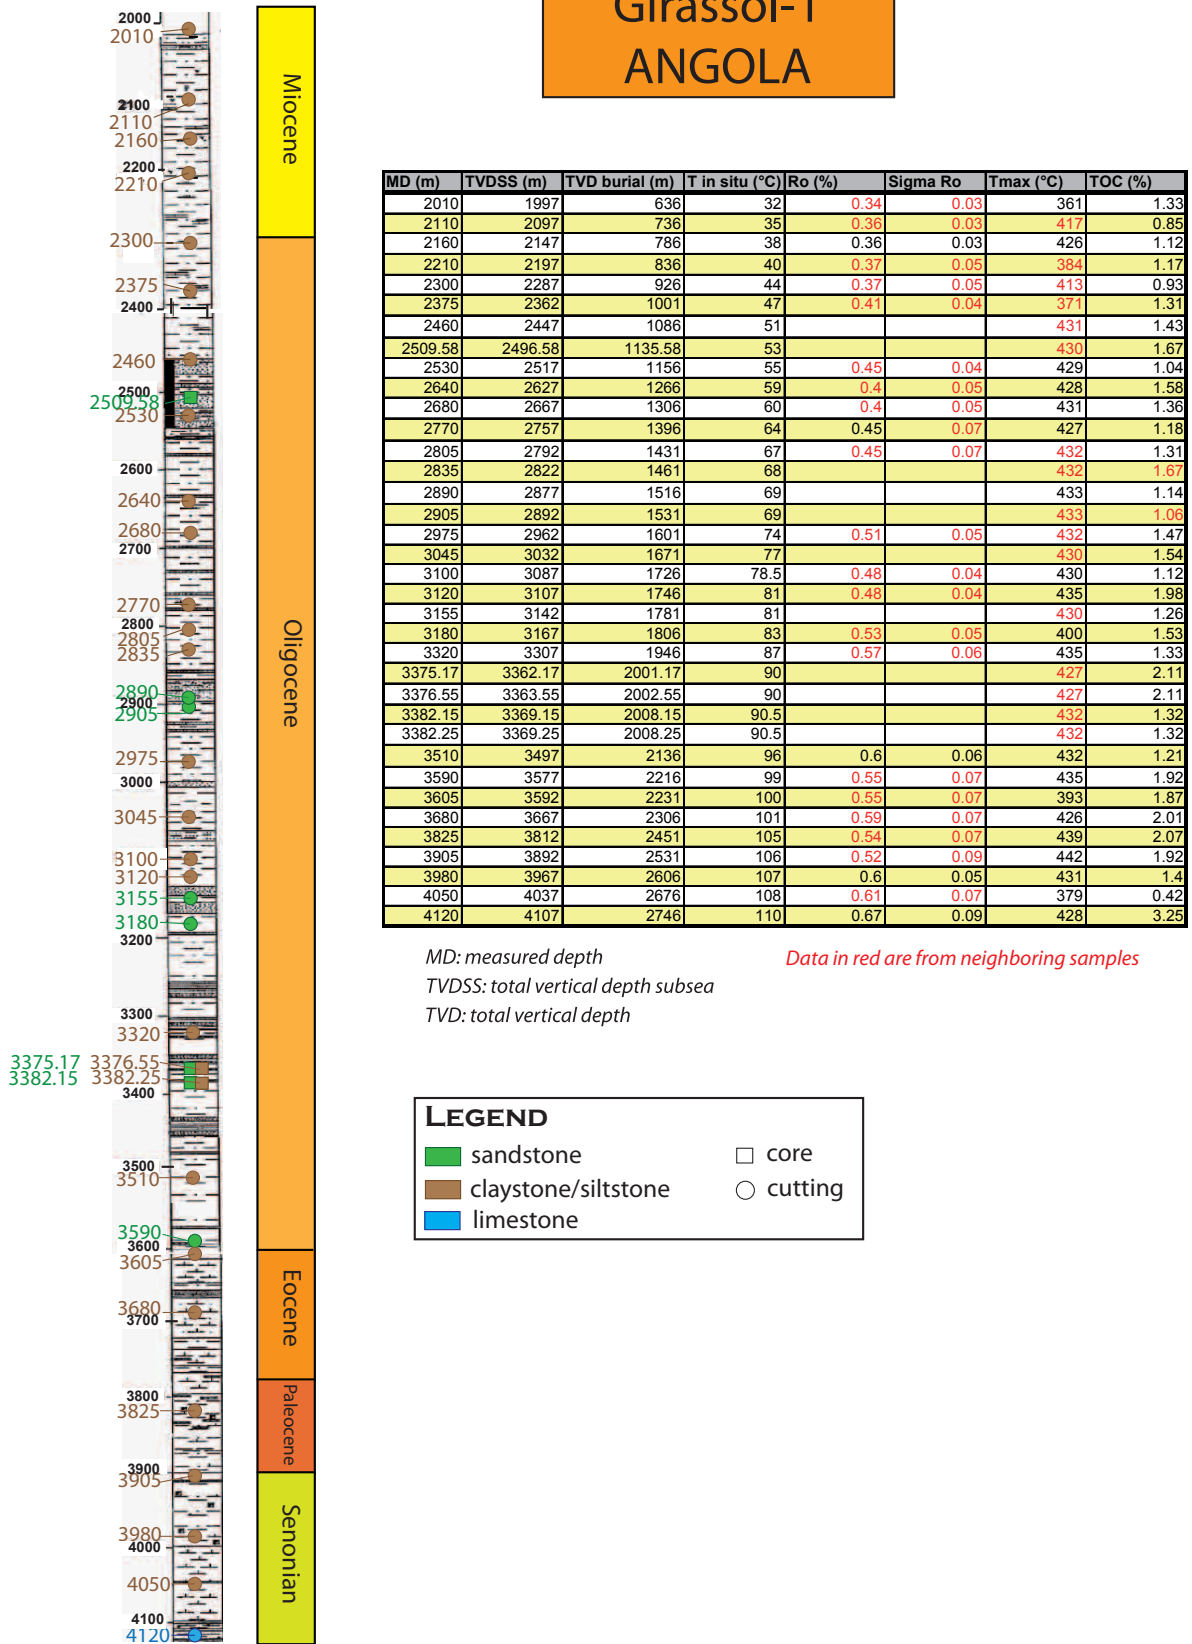 Girassol-1
ANGOLA
2000
2010
2100
2110
2160
2200
2210
2300
2375
2400
2460
2500
2509.58
2530
2600
2640
2680
2700
2770
2800
2805
2835
2890
2900
2905
2975
3000
3045
3100
3120
3155
3180
3200
3300
3320
3375.17 3376.55
3382.15 3382.25
3400
3500
3510
3590
3600
3605
3680
3700
3800
3825
3900
3905
3980
4000
4050
4100
4120
Miocene
Oligocene
Eocene
Paleocene
Senonian
MD (m) TVDSS (m) TVD burial (m) T in situ (°C) Ro (%) Sigma Ro Tmax (°C) TOC (%)
2010 1997 636 32 0.34 0.03 361 1.33
2110 2097 736 35 0.36 0.03 417 0.85
2160 2147 786 38 0.36 0.03 426 1.12
2210 2197 836 40 0.37 0.05 384 1.17
2300 2287 926 44 0.37 0.05 413 0.93
2375 2362 1001 47 0.41 0.04 371 1.31
2460 2447 1086 51 431 1.43
2509.58 2496.58 1135.58 53 430 1.67
2530 2517 1156 55 0.45 0.04 429 1.04
2640 2627 1266 59 0.4 0.05 428 1.58
2680 2667 1306 60 0.4 0.05 431 1.36
2770 2757 1396 64 0.45 0.07 427 1.18
2805 2792 1431 67 0.45 0.07 432 1.31
2835 2822 1461 68 432 1.67
2890 2877 1516 69 433 1.14
2905 2892 1531 69 433 1.06
2975 2962 1601 74 0.51 0.05 432 1.47
3045 3032 1671 77 430 1.54
3100 3087 1726 78.5 0.48 0.04 430 1.12
3120 3107 1746 81 0.48 0.04 435 1.98
3155 3142 1781 81 430 1.26
3180 3167 1806 83 0.53 0.05 400 1.53
3320 3307 1946 87 0.57 0.06 435 1.33
3375.17 3362.17 2001.17 90 427 2.11
3376.55 3363.55 2002.55 90 427 2.11
3382.15 3369.15 2008.15 90.5 432 1.32
3382.25 3369.25 2008.25 90.5 432 1.32
3510 3497 2136 96 0.6 0.06 432 1.21
3590 3577 2216 99 0.55 0.07 435 1.92
3605 3592 2231 100 0.55 0.07 393 1.87
3680 3667 2306 101 0.59 0.07 426 2.01
3825 3812 2451 105 0.54 0.07 439 2.07
3905 3892 2531 106 0.52 0.09 442 1.92
3980 3967 2606 107 0.6 0.05 431 1.4
4050 4037 2676 108 0.61 0.07 379 0.42
4120 4107 2746 110 0.67 0.09 428 3.25
MD: measured depth
TVDSS: total vertical depth subsea
TVD: total vertical depth
Data in red are from neighboring samples
LEGEND
sandstone
claystone/siltstone
limestone
core
cutting